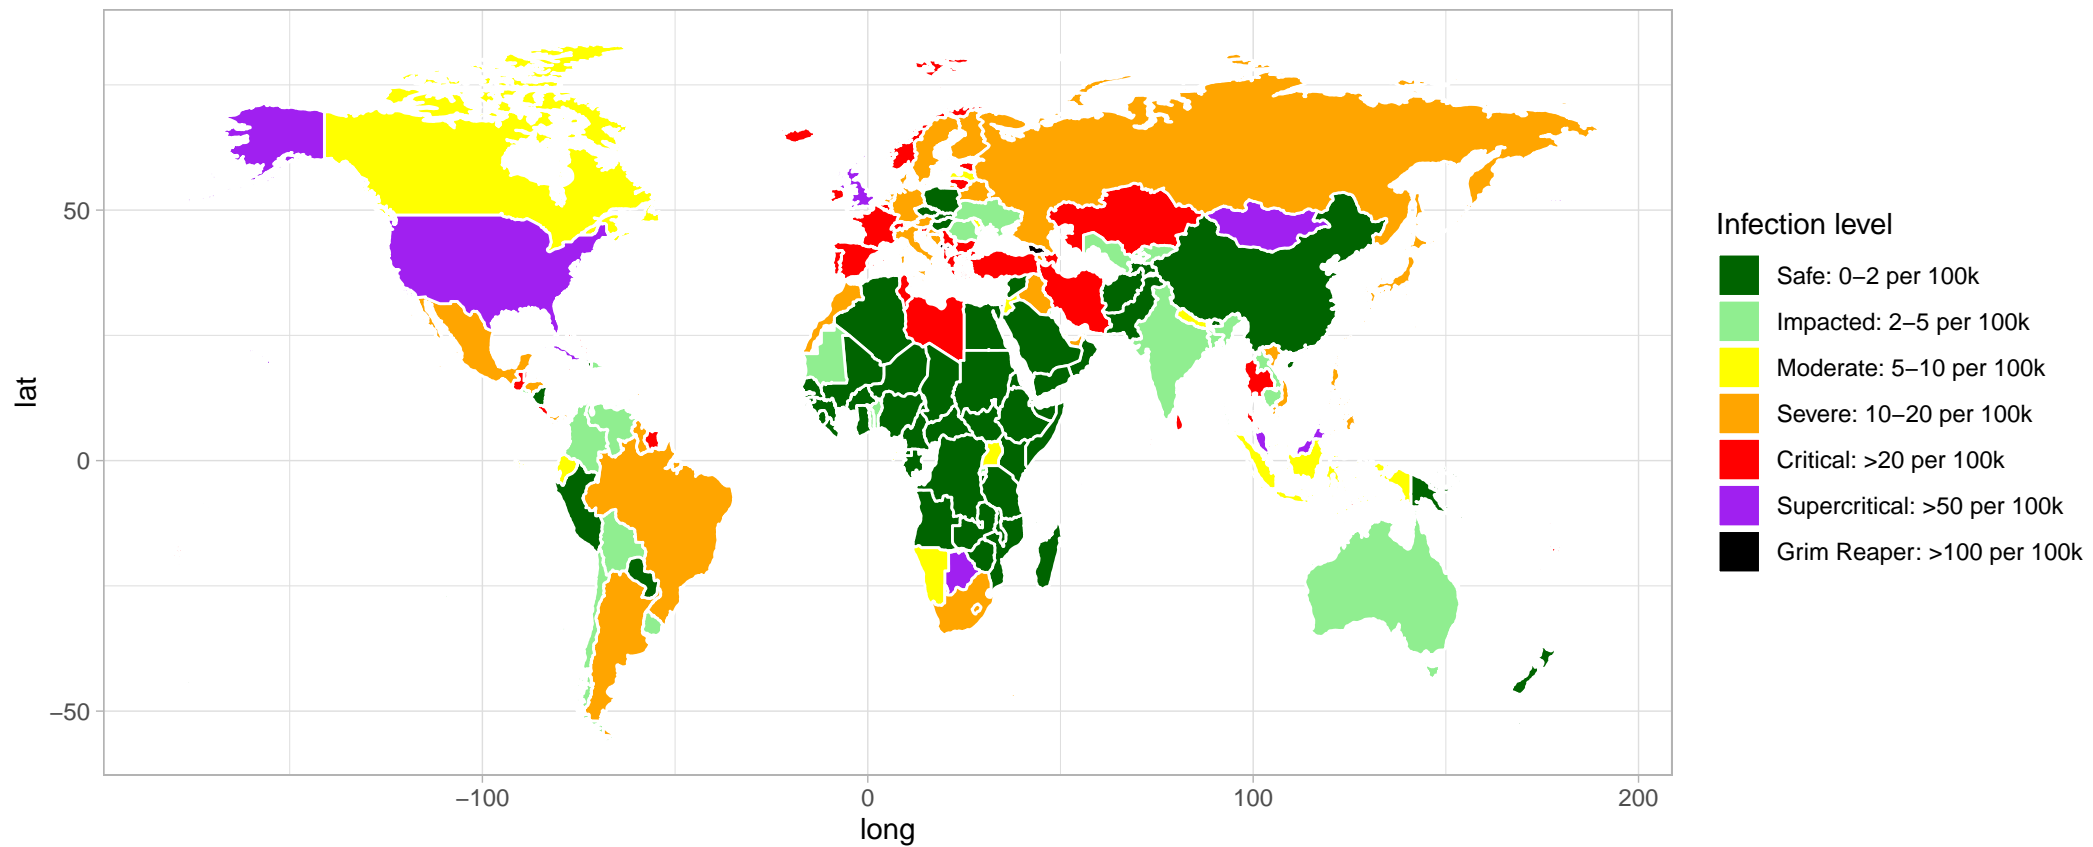 50
0
−50
lat
−100
0
100
200
long
Infection level
Safe: 0−2 per 100k
Impacted: 2−5 per 100k
Moderate: 5−10 per 100k
Severe: 10−20 per 100k
Critical: >20 per 100k
Supercritical: >50 per 100k
Grim Reaper: >100 per 100k